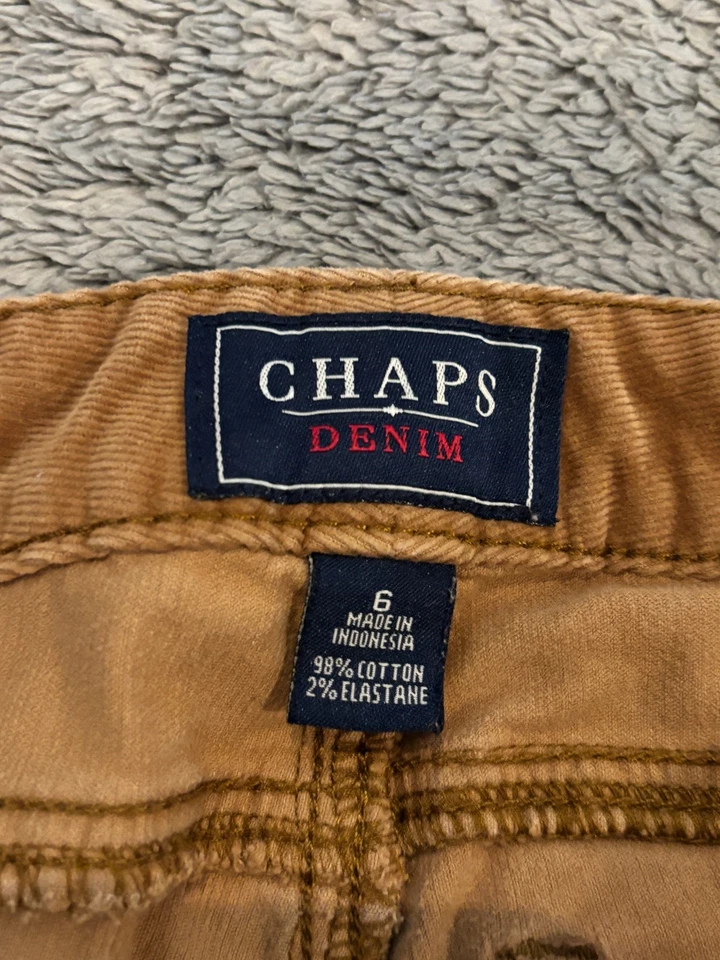 CHAPS
DENIM
6
MADE IN
INDONESIA
98% COTTON
2% ELASTANE